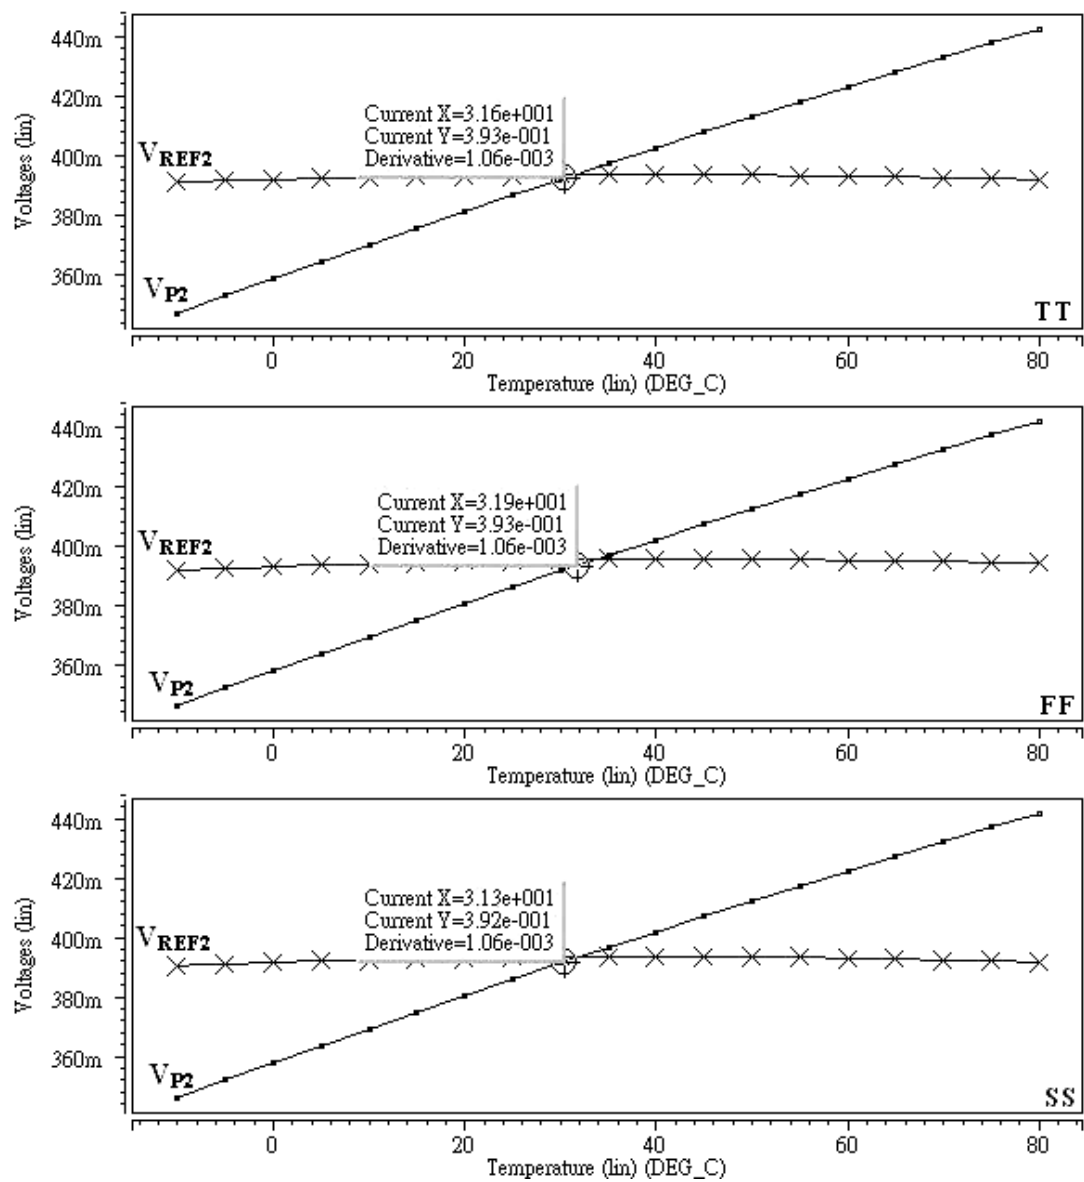 Voltages (lin)
440m
420m
400m
380m
360m
Current X=3.16e+001
Current Y=3.93e-001
Derivative=1.06e-003
VREF2
VP2
TT
0 20 40 60 80
Temperature (lin) (DEG_C)
Voltages (lin)
440m
420m
400m
380m
360m
Current X=3.19e+001
Current Y=3.93e-001
Derivative=1.06e-003
VREF2
VP2
FF
0 20 40 60 80
Temperature (lin) (DEG_C)
Voltages (lin)
440m
420m
400m
380m
360m
Current X=3.13e+001
Current Y=3.92e-001
Derivative=1.06e-003
VREF2
VP2
SS
0 20 40 60 80
Temperature (lin) (DEG_C)